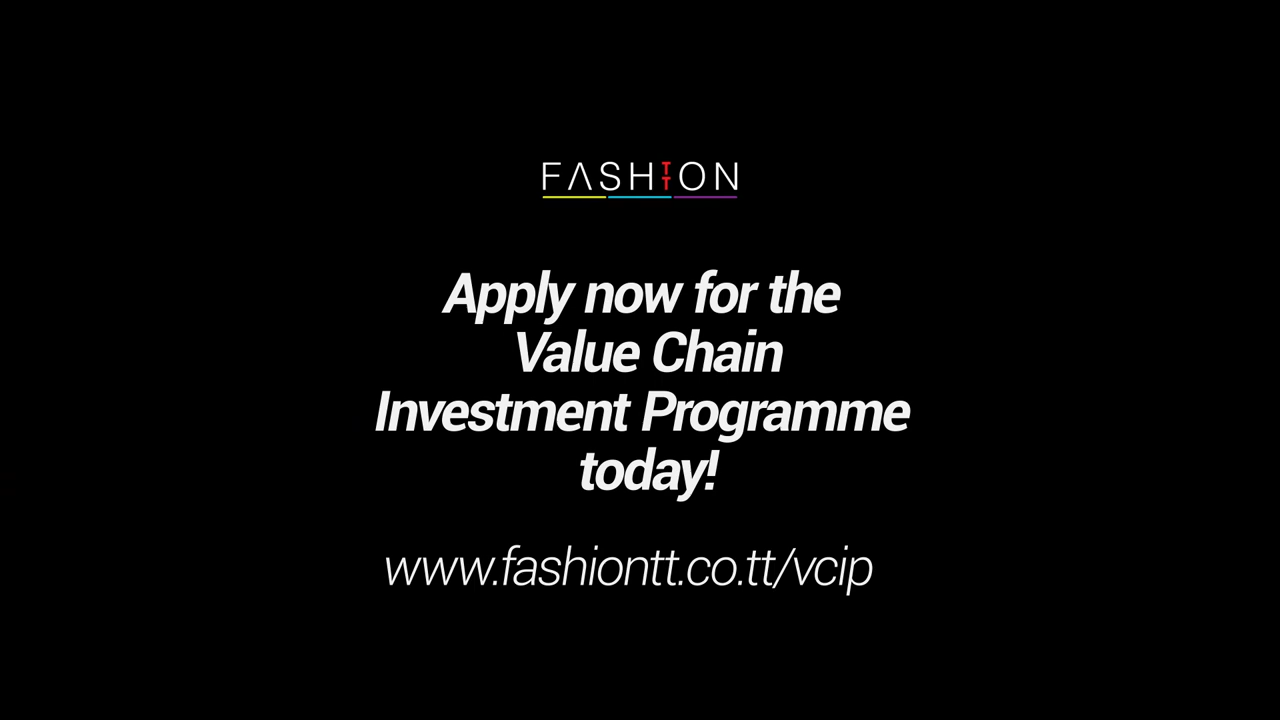 FASHION
Apply now for the
Value Chain
Investment Programme
today!
www.fashiontt.co.tt/vcip